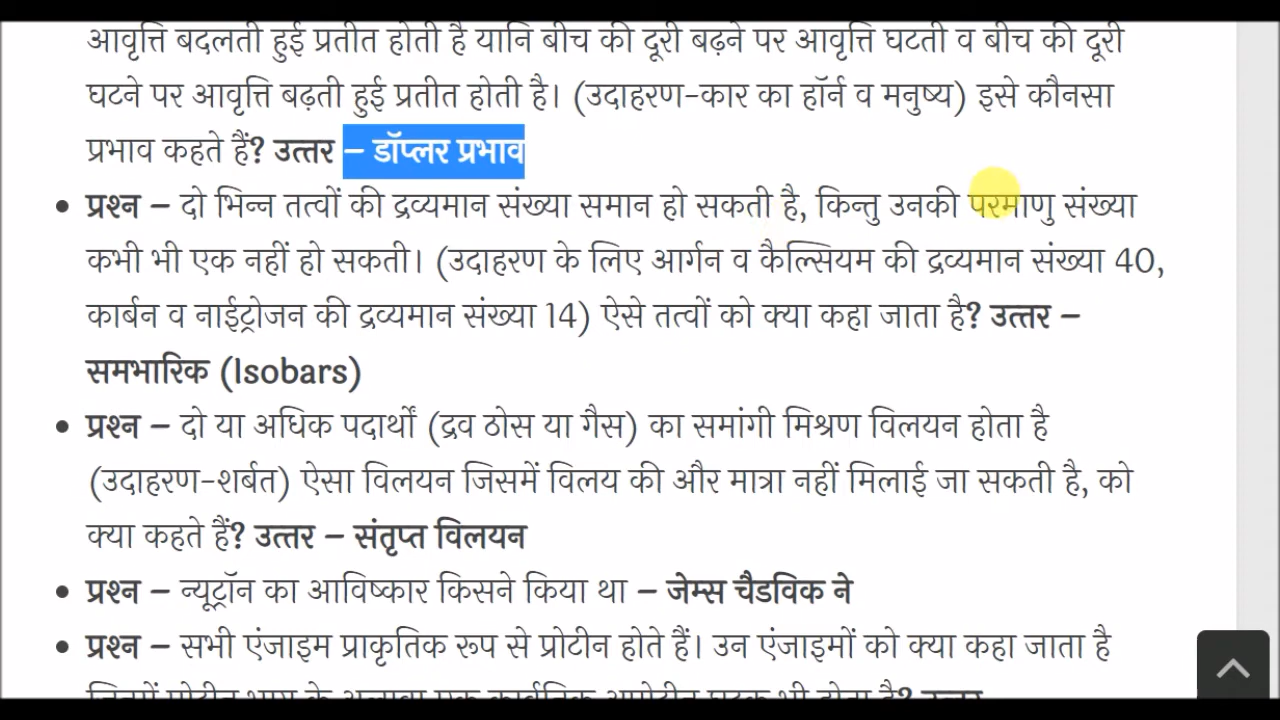 आवृत्ति बदलती हुई प्रतीत होती है यानि बीच की दूरी बढ़ने पर आवृत्ति घटती व बीच की दूरी
घटने पर आवृत्ति बढ़ती हुई प्रतीत होती है। (उदाहरण-कार का हॉर्न व मनुष्य) इसे कौनसा
प्रभाव कहते हैं? उत्तर – डॉप्लर प्रभाव
• प्रश्न – दो भिन्न तत्वों की द्रव्यमान संख्या समान हो सकती है, किन्तु उनकी परमाणु संख्या
कभी भी एक नहीं हो सकती। (उदाहरण के लिए आर्गन व कैल्सियम की द्रव्यमान संख्या 40,
कार्बन व नाईट्रोजन की द्रव्यमान संख्या 14) ऐसे तत्वों को क्या कहा जाता है? उत्तर –
समभारिक (Isobars)
• प्रश्न – दो या अधिक पदार्थों (द्रव ठोस या गैस) का समांगी मिश्रण विलयन होता है
(उदाहरण-शर्बत) ऐसा विलयन जिसमें विलय की और मात्रा नहीं मिलाई जा सकती है, को
क्या कहते हैं? उत्तर – संतृप्त विलयन
• प्रश्न – न्यूट्रॉन का आविष्कार किसने किया था – जेम्स चैडविक ने
• प्रश्न – सभी एंजाइम प्राकृतिक रूप से प्रोटीन होते हैं। उन एंजाइमों को क्या कहा जाता है